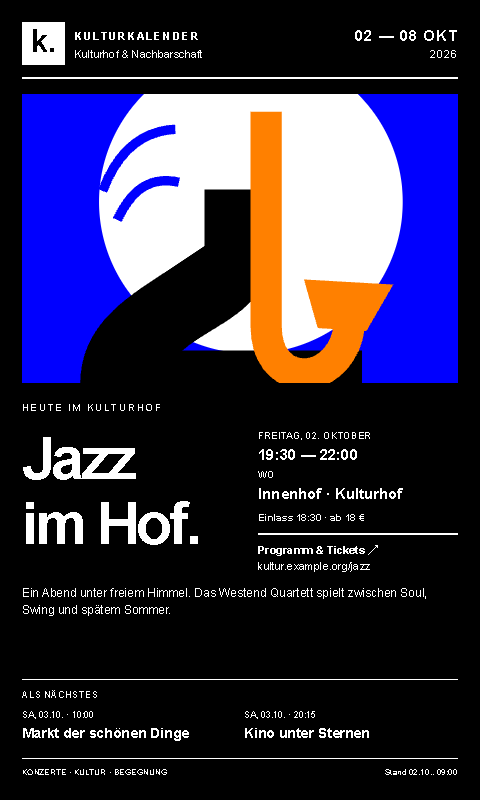 k.
KULTURKALENDER
Kulturhof & Nachbarschaft
02 — 08 OKT
2026
HEUTE IM KULTURHOF
Jazz
im Hof.
FREITAG, 02. OKTOBER
19:30 — 22:00
WO
Innenhof · Kulturhof
Einlass 18:30 · ab 18 €
Programm & Tickets ↗
kultur.example.org/jazz
Ein Abend unter freiem Himmel. Das Westend Quartett spielt zwischen Soul,
Swing und spätem Sommer.
ALS NÄCHSTES
SA, 03.10. · 10:00
Markt der schönen Dinge
SA, 03.10. · 20:15
Kino unter Sternen
KONZERTE · KULTUR · BEGEGNUNG
Stand 02.10., 09:00